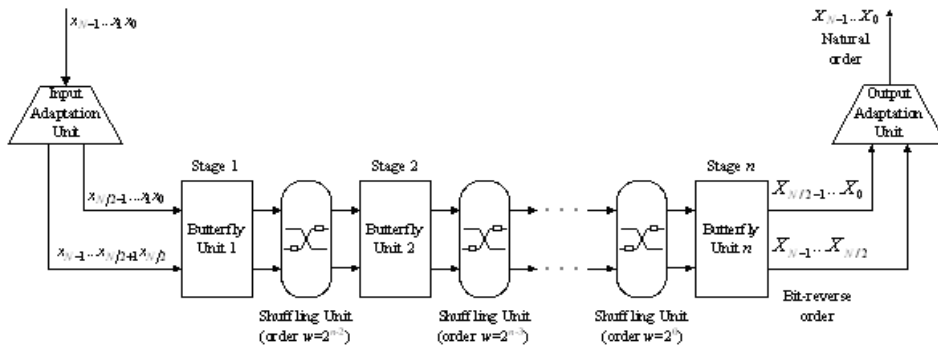 x_{N-1}...x_1x_0
X_{N-1}...X_0
Natural
order
Input
Adaptation
Unit
Output
Adaptation
Unit
Stage 1
Stage 2
Stage n
x_{N/2-1}...x_1x_0
X_{N/2-1}...X_0
Butterfly
Unit 1
Butterfly
Unit 2
Butterfly
Unit n
x_{N-1}...x_{N/2+1}x_{N/2}
X_{N-1}...X_{N/2}
Shuffling Unit
(order w=2^{n-2})
Shuffling Unit
(order w=2^{n-3})
Shuffling Unit
(order w=2^0)
Bit-reverse
order